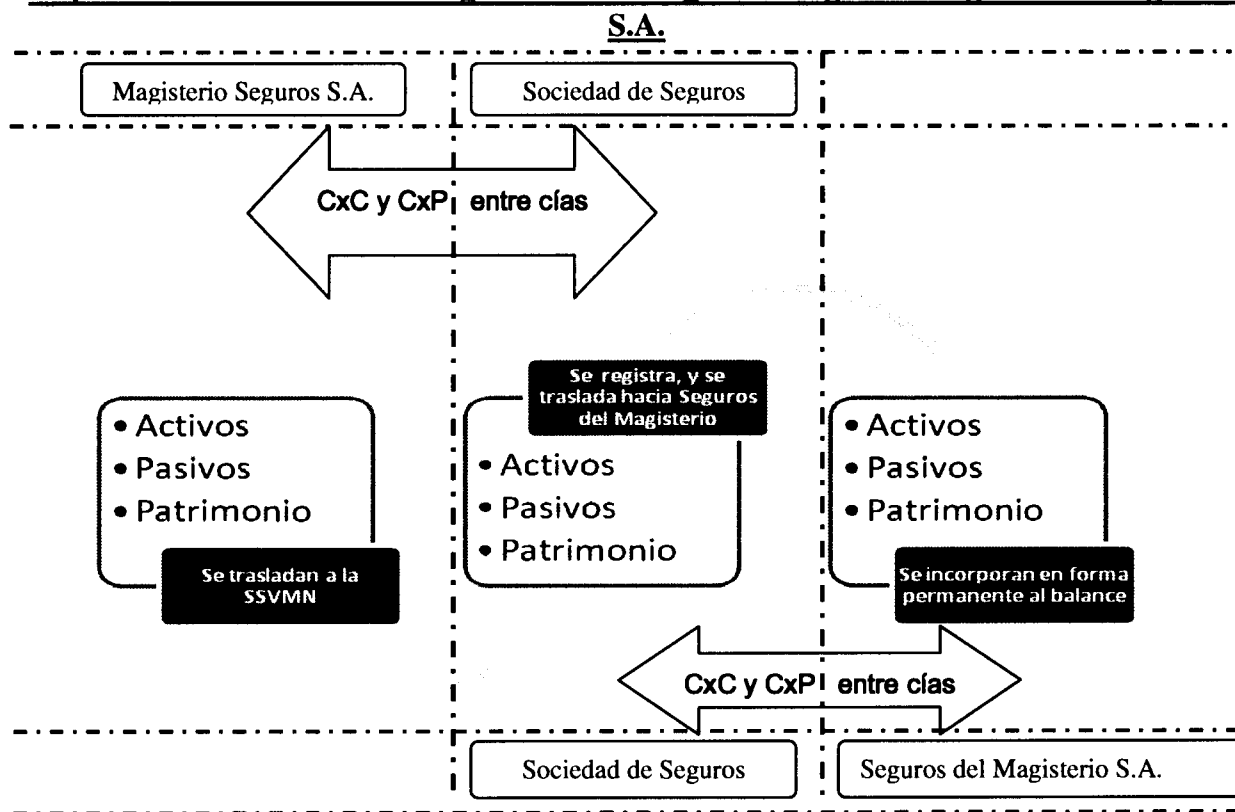 S.A.
Magisterio Seguros S.A.
Sociedad de Seguros
CxC y CxP entre cías
• Activos
• Pasivos
• Patrimonio
Se trasladan a la
SSVMN
Se registra, y se
traslada hacia Seguros
del Magisterio
• Activos
• Pasivos
• Patrimonio
• Activos
• Pasivos
• Patrimonio
Se incorporan en forma
permanente al balance
CxC y CxP entre cías
Sociedad de Seguros
Seguros del Magisterio S.A.